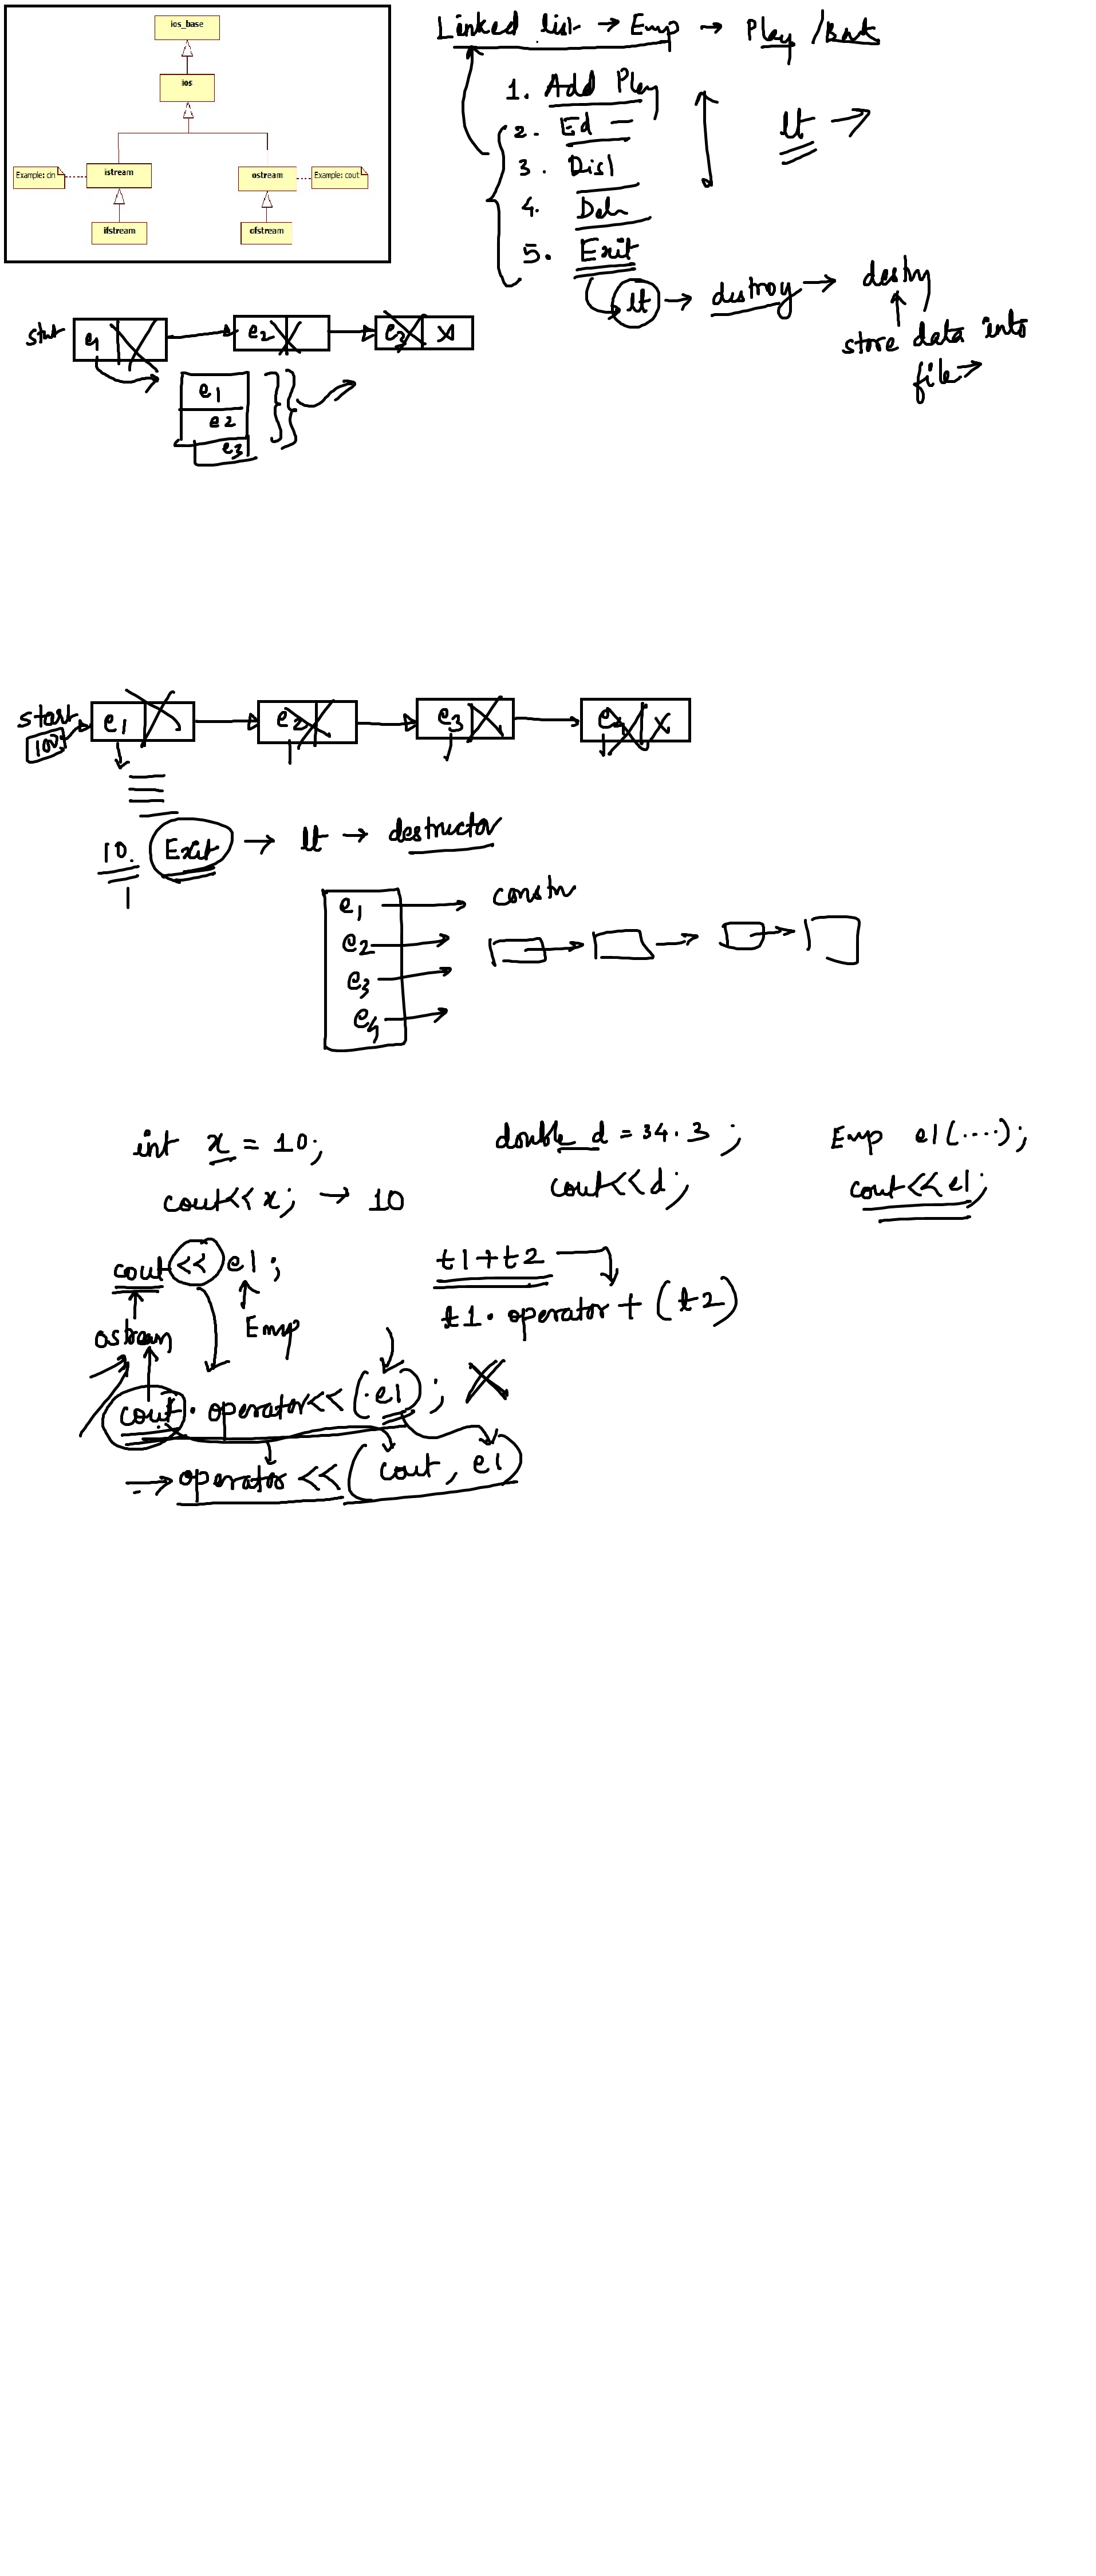 ios_base
ios
Example: cin
istream
ostream
Example: cout
ifstream
ofstream
Linked list → Emp → Play /
1. Add Play
2. Ed
3. Disl
4.
5. Exit
lt → destroy → destry
store data into
file →
lt →
start e1 e2 e3 x
e1
e2
e3
start e1 e2 e3 e4 x
100
10. Exit → lt → destructor
1
e1 constr
e2
e3
e4
int x = 10;
cout<< x; → 10
double d = 34.3;
cout<<d;
Emp e1(....);
cout<<e1;
cout << e1;
ostream
Emp
t1+t2
t1. operator + (t2)
cout. operator<< (e1);
→ operator << (cout, e1)